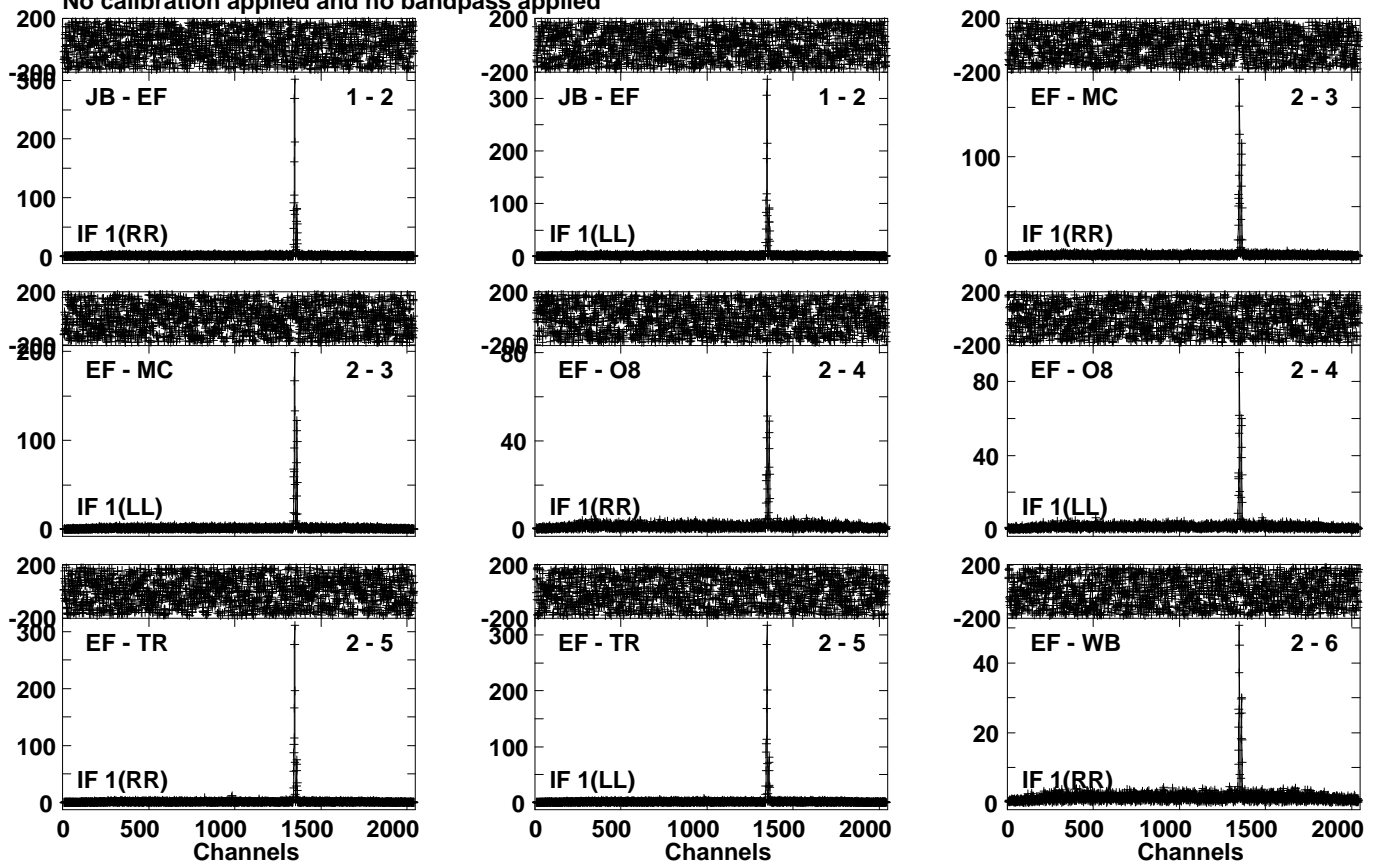 No calibration applied and no bandpass applied
200 200 200
-200 -200 -200
300 JB - EF 1 - 2 300 JB - EF 1 - 2 EF - MC 2 - 3
200 200 100
100 100
IF 1(RR) IF 1(LL) IF 1(RR)
0 0 0
200 200 200
-200 -200 -200
200 EF - MC 2 - 3 80 EF - O8 2 - 4 EF - O8 2 - 4
80
100 40 40
IF 1(LL) IF 1(RR) IF 1(LL)
0 0 0
200 200 200
-200 -200 -200
300 EF - TR 2 - 5 300 EF - TR 2 - 5 EF - WB 2 - 6
200 200 40
100 100 20
IF 1(RR) IF 1(LL) IF 1(RR)
0 0 0
0 500 1000 1500 2000 0 500 1000 1500 2000 0 500 1000 1500 2000
Channels Channels Channels